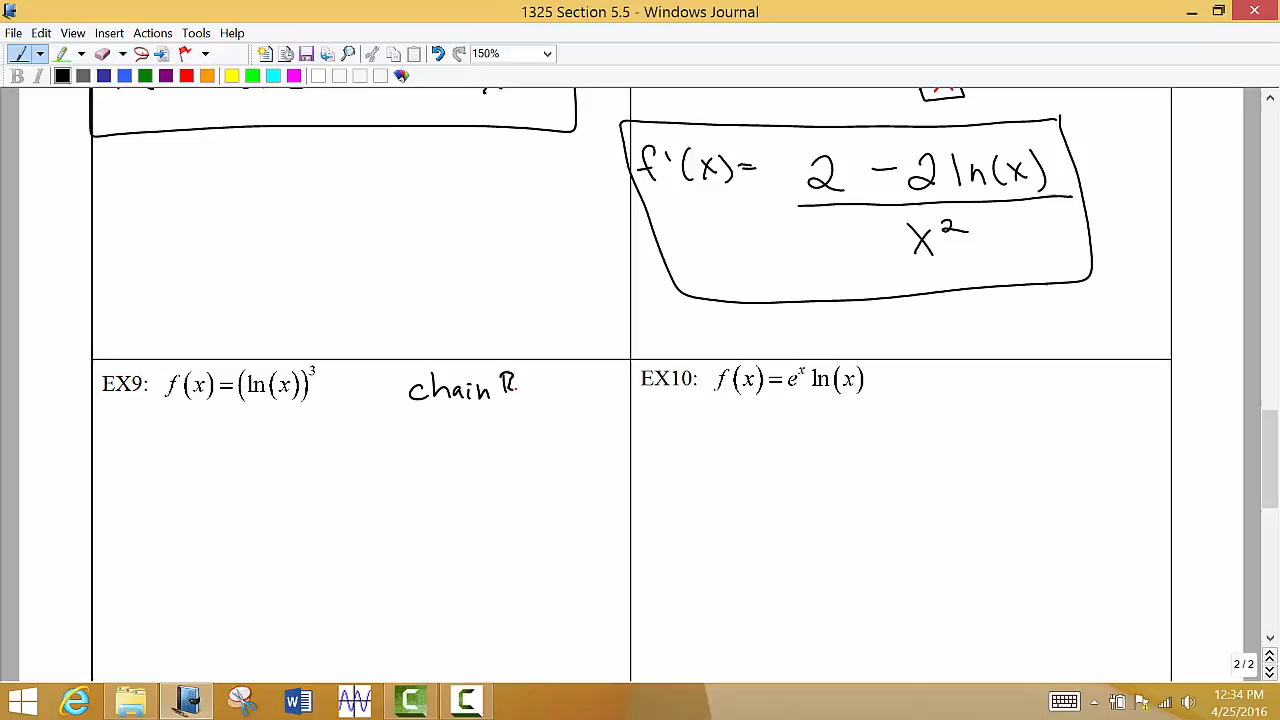 1325 Section 5.5 - Windows Journal
File Edit View Insert Actions Tools Help
150%
B I
f'(x)= 2 - 2 ln(x) / x²
EX9: f(x)=(ln(x))³ chain R
EX10: f(x)=eˣ ln(x)
2 / 2
12:34 PM
4/25/2016